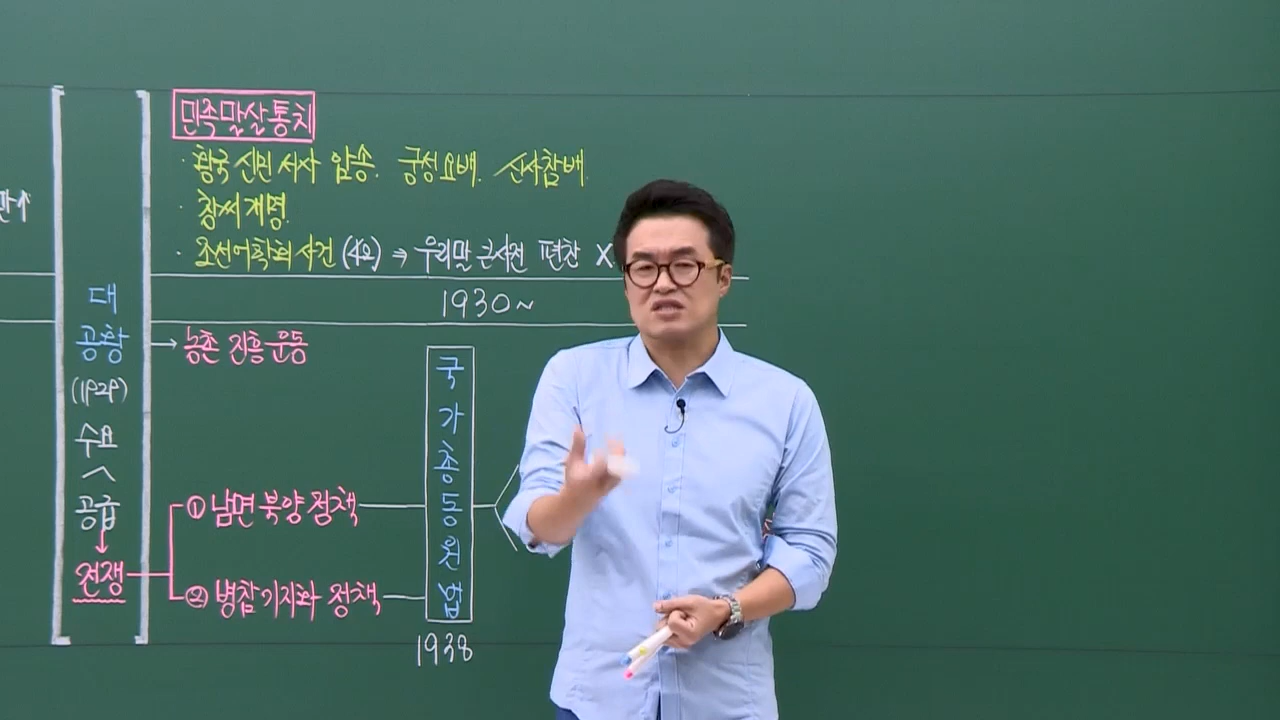 만↑
민족말살통치
· 황국 신민 서사 암송. 궁성요배. 신사참배.
· 창씨개명.
· 조선어학회사건 (42) ⇒ 우리말 큰사전 편찬 X
1930~
대
공황
(1929)
수요
^
공급
↓
전쟁
→ 농촌 진흥 운동
① 남면 북양 정책
② 병참기지화 정책
국
가
총
동
원
법
1938